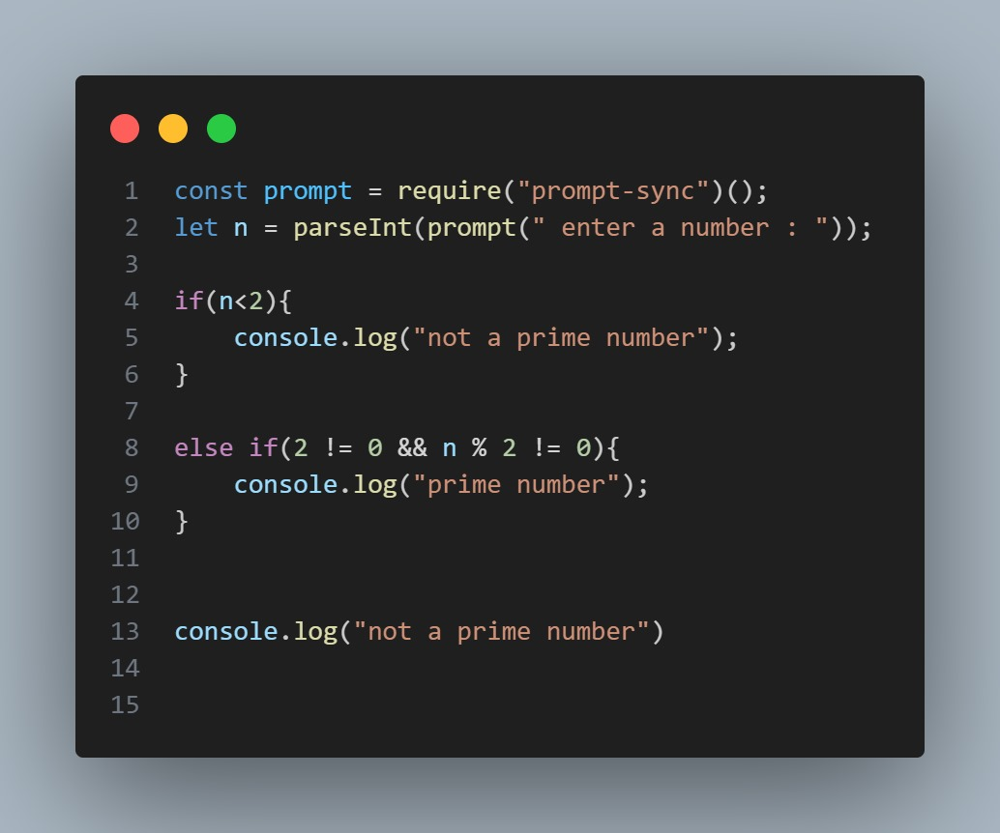 1 const prompt = require("prompt-sync")();
2 let n = parseInt(prompt(" enter a number : "));
3
4 if(n<2){
5     console.log("not a prime number");
6 }
7
8 else if(2 != 0 && n % 2 != 0){
9     console.log("prime number");
10 }
11
12
13 console.log("not a prime number")
14
15